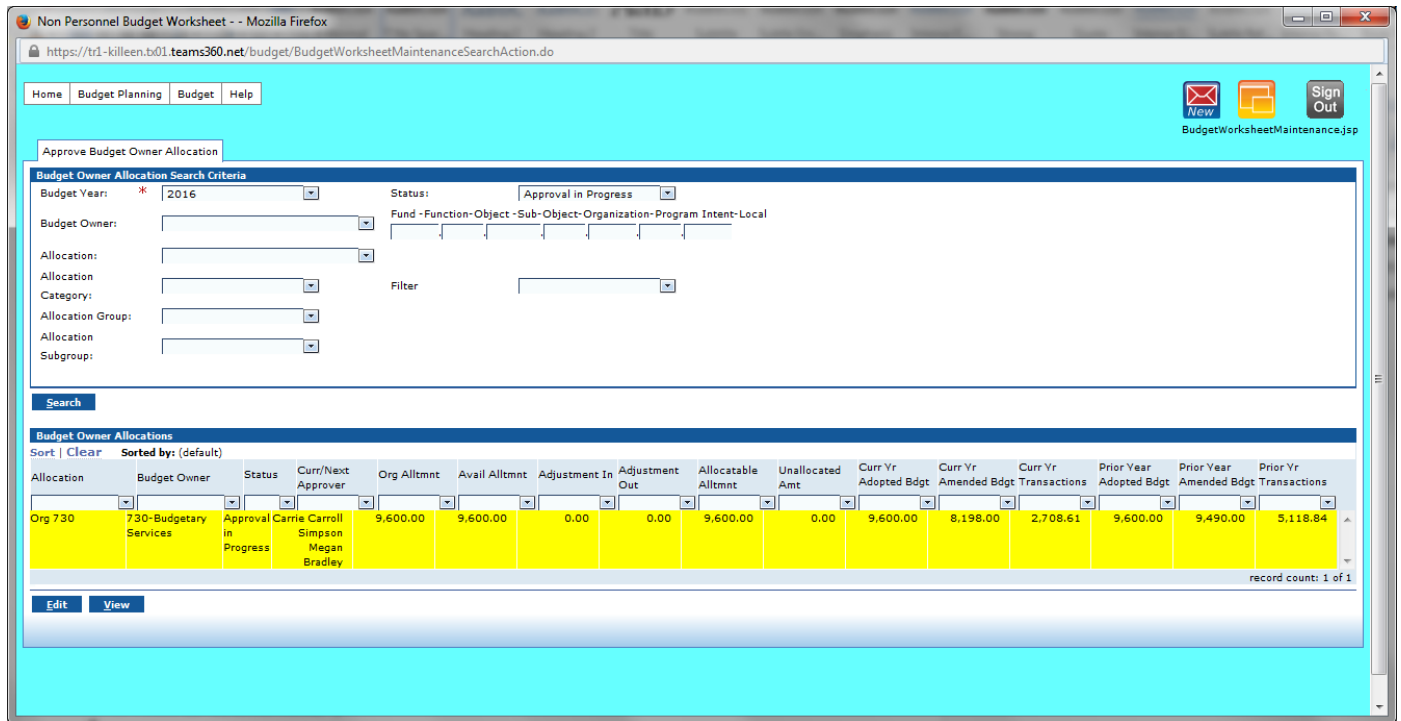 Non Personnel Budget Worksheet - - Mozilla Firefox
https://tr1-killeen.tx01.teams360.net/budget/BudgetWorksheetMaintenanceSearchAction.do
Home Budget Planning Budget Help
New
Sign Out
BudgetWorksheetMaintenance.jsp
Approve Budget Owner Allocation
Budget Owner Allocation Search Criteria
Budget Year: * 2016 Status: Approval in Progress
Fund -Function-Object -Sub-Object-Organization-Program Intent-Local
Budget Owner: . . . . . .
Allocation:
Allocation Category: Filter
Allocation Group:
Allocation Subgroup:
Search
Budget Owner Allocations
Sort | Clear Sorted by: (default)
Allocation Budget Owner Status Curr/Next Approver Org Alltmnt Avail Alltmnt Adjustment In Adjustment Out Allocatable Alltmnt Unallocated Amt Curr Yr Adopted Bdgt Curr Yr Amended Bdgt Curr Yr Transactions Prior Year Adopted Bdgt Prior Year Amended Bdgt Prior Yr Transactions
Org 730 730-Budgetary Approval Carrie Carroll 9,600.00 9,600.00 0.00 0.00 9,600.00 0.00 9,600.00 8,198.00 2,708.61 9,600.00 9,490.00 5,118.84
Services in Simpson
Progress Megan
Bradley
record count: 1 of 1
Edit View